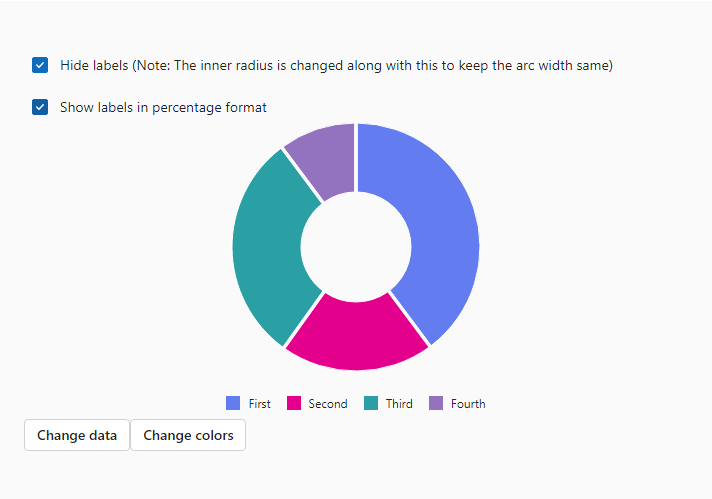 Hide labels (Note: The inner radius is changed along with this to keep the arc width same)
Show labels in percentage format
First Second Third Fourth
Change data Change colors